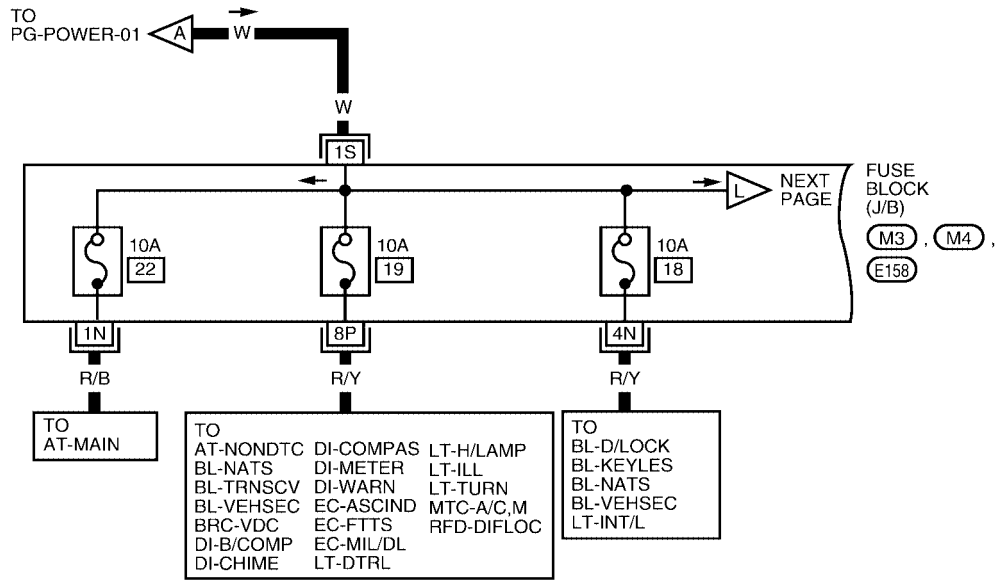 TO
PG-POWER-01
A
W
W
1S
L
NEXT
PAGE
FUSE
BLOCK
(J/B)
M3 , M4 ,
E158
10A
22
10A
19
10A
18
1N
8P
4N
R/B
R/Y
R/Y
TO
AT-MAIN
TO
AT-NONDTC DI-COMPAS LT-H/LAMP
BL-NATS DI-METER LT-ILL
BL-TRNSCV DI-WARN LT-TURN
BL-VEHSEC EC-ASCIND MTC-A/C,M
BRC-VDC EC-FTTS RFD-DIFLOC
DI-B/COMP EC-MIL/DL
DI-CHIME LT-DTRL
TO
BL-D/LOCK
BL-KEYLES
BL-NATS
BL-VEHSEC
LT-INT/L